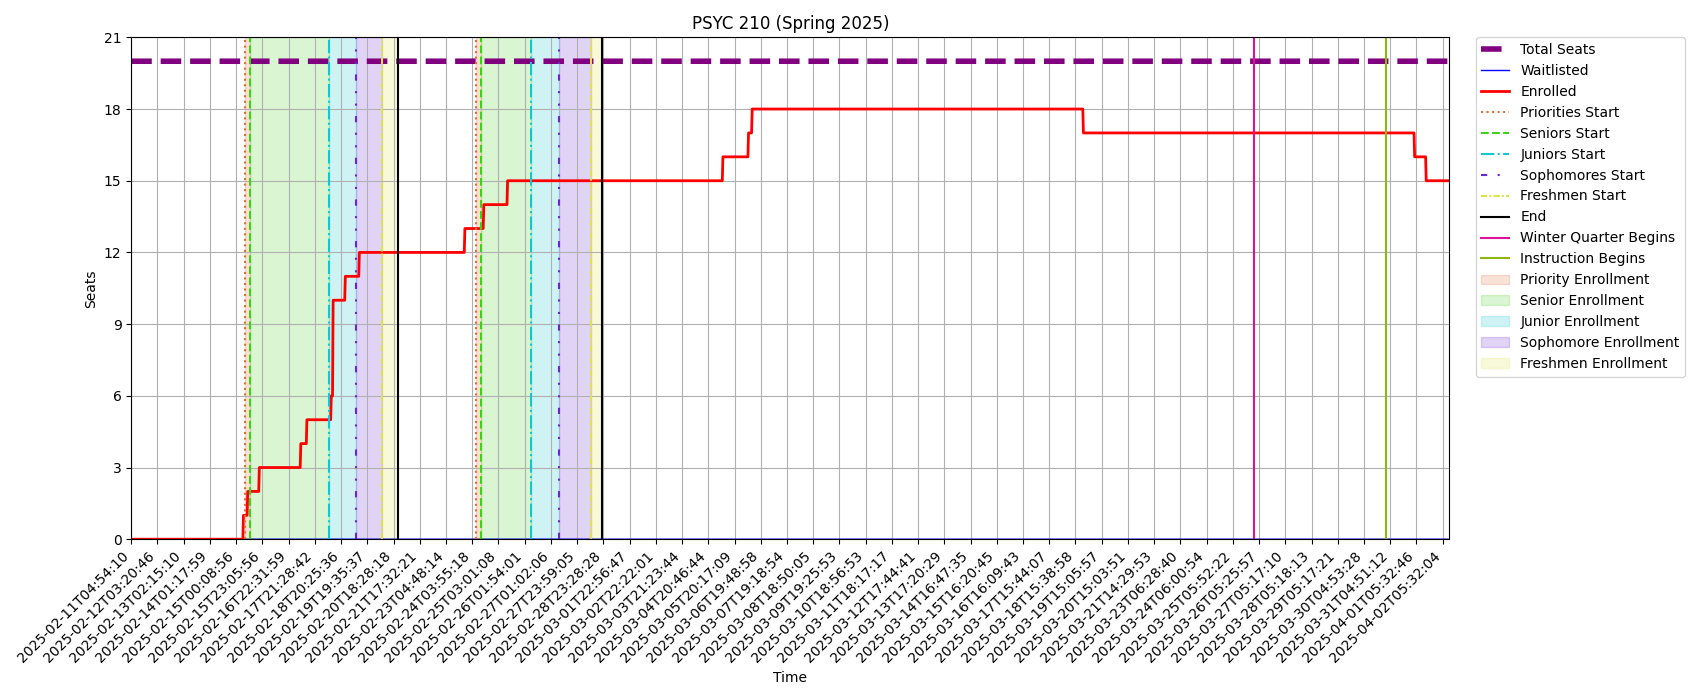 PSYC 210 (Spring 2025)
21
18
15
12
9
6
3
0
Seats
2025-02-11T04:54:10
2025-02-12T03:20:46
2025-02-13T02:15:10
2025-02-14T01:17:59
2025-02-15T00:08:56
2025-02-15T23:05:56
2025-02-16T22:31:59
2025-02-17T21:28:42
2025-02-18T20:25:36
2025-02-19T19:35:37
2025-02-20T18:28:18
2025-02-21T17:32:21
2025-02-23T04:48:14
2025-02-24T03:55:18
2025-02-25T03:01:08
2025-02-26T01:54:01
2025-02-27T01:02:06
2025-02-27T23:59:05
2025-02-28T23:28:28
2025-03-01T22:56:47
2025-03-02T22:22:01
2025-03-03T21:23:44
2025-03-04T20:46:44
2025-03-05T20:17:09
2025-03-06T19:48:58
2025-03-07T19:18:54
2025-03-08T18:50:05
2025-03-09T19:25:53
2025-03-10T18:56:53
2025-03-11T18:17:17
2025-03-12T17:44:41
2025-03-13T17:20:29
2025-03-14T16:47:35
2025-03-15T16:20:45
2025-03-16T16:09:43
2025-03-17T15:44:07
2025-03-18T15:38:58
2025-03-19T15:05:57
2025-03-20T15:03:51
2025-03-21T14:29:53
2025-03-23T06:28:40
2025-03-24T06:00:54
2025-03-25T05:52:22
2025-03-26T05:25:57
2025-03-27T05:17:10
2025-03-28T05:18:13
2025-03-29T05:17:21
2025-03-30T04:53:28
2025-03-31T04:51:12
2025-04-01T05:32:46
2025-04-02T05:32:04
Time
Total Seats
Waitlisted
Enrolled
Priorities Start
Seniors Start
Juniors Start
Sophomores Start
Freshmen Start
End
Winter Quarter Begins
Instruction Begins
Priority Enrollment
Senior Enrollment
Junior Enrollment
Sophomore Enrollment
Freshmen Enrollment